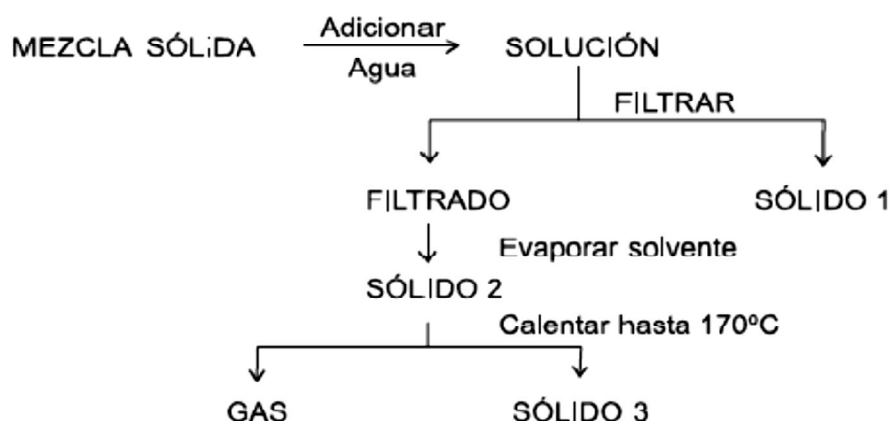 MEZCLA SÓLiDA
Adicionar
Agua
SOLUCIÓN
FILTRAR
FILTRADO
SÓLIDO 1
Evaporar solvente
SÓLIDO 2
Calentar hasta 170ºC
GAS
SÓLIDO 3